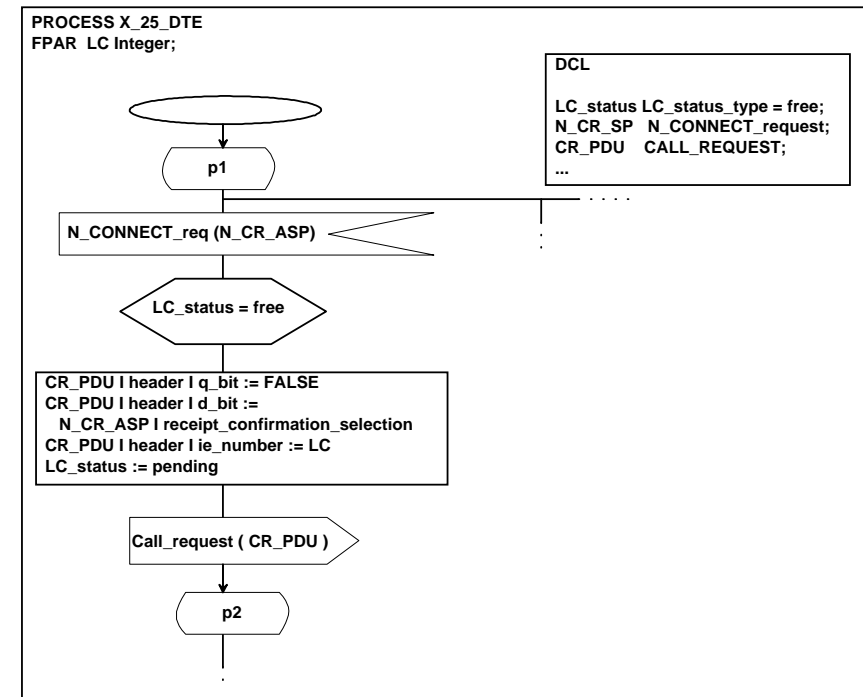 PROCESS X_25_DTE
FPAR LC Integer;
DCL
LC_status LC_status_type = free;
N_CR_SP N_CONNECT_request;
CR_PDU CALL_REQUEST;
...
p1
N_CONNECT_req (N_CR_ASP)
LC_status = free
CR_PDU I header I q_bit := FALSE
CR_PDU I header I d_bit :=
N_CR_ASP I receipt_confirmation_selection
CR_PDU I header I ie_number := LC
LC_status := pending
Call_request ( CR_PDU )
p2